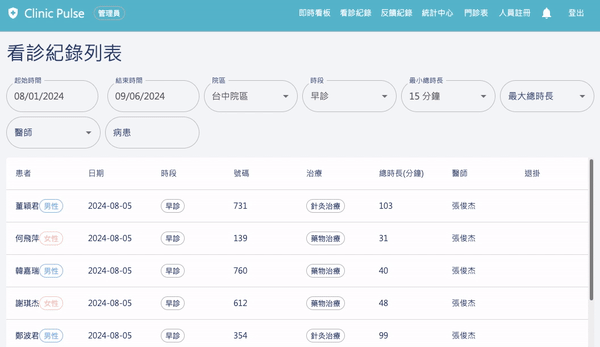 Clinic Pulse 管理員 即時看板 看診紀錄 反饋紀錄 統計中心 門診表 人員註冊 登出
看診紀錄列表
起始時間 結束時間 院區 時段 最小總時長
08/01/2024 09/06/2024 台中院區 早診 15 分鐘 最大總時長
醫師 病患
患者 日期 時段 號碼 治療 總時長(分鐘) 醫師 退掛
董穎君 男性 2024-08-05 早診 731 針灸治療 103 張俊杰
何飛萍 女性 2024-08-05 早診 139 藥物治療 31 張俊杰
韓嘉瑞 男性 2024-08-05 早診 760 藥物治療 40 張俊杰
謝琪杰 女性 2024-08-05 早診 612 藥物治療 48 張俊杰
鄭波君 男性 2024-08-05 早診 354 針灸治療 99 張俊杰